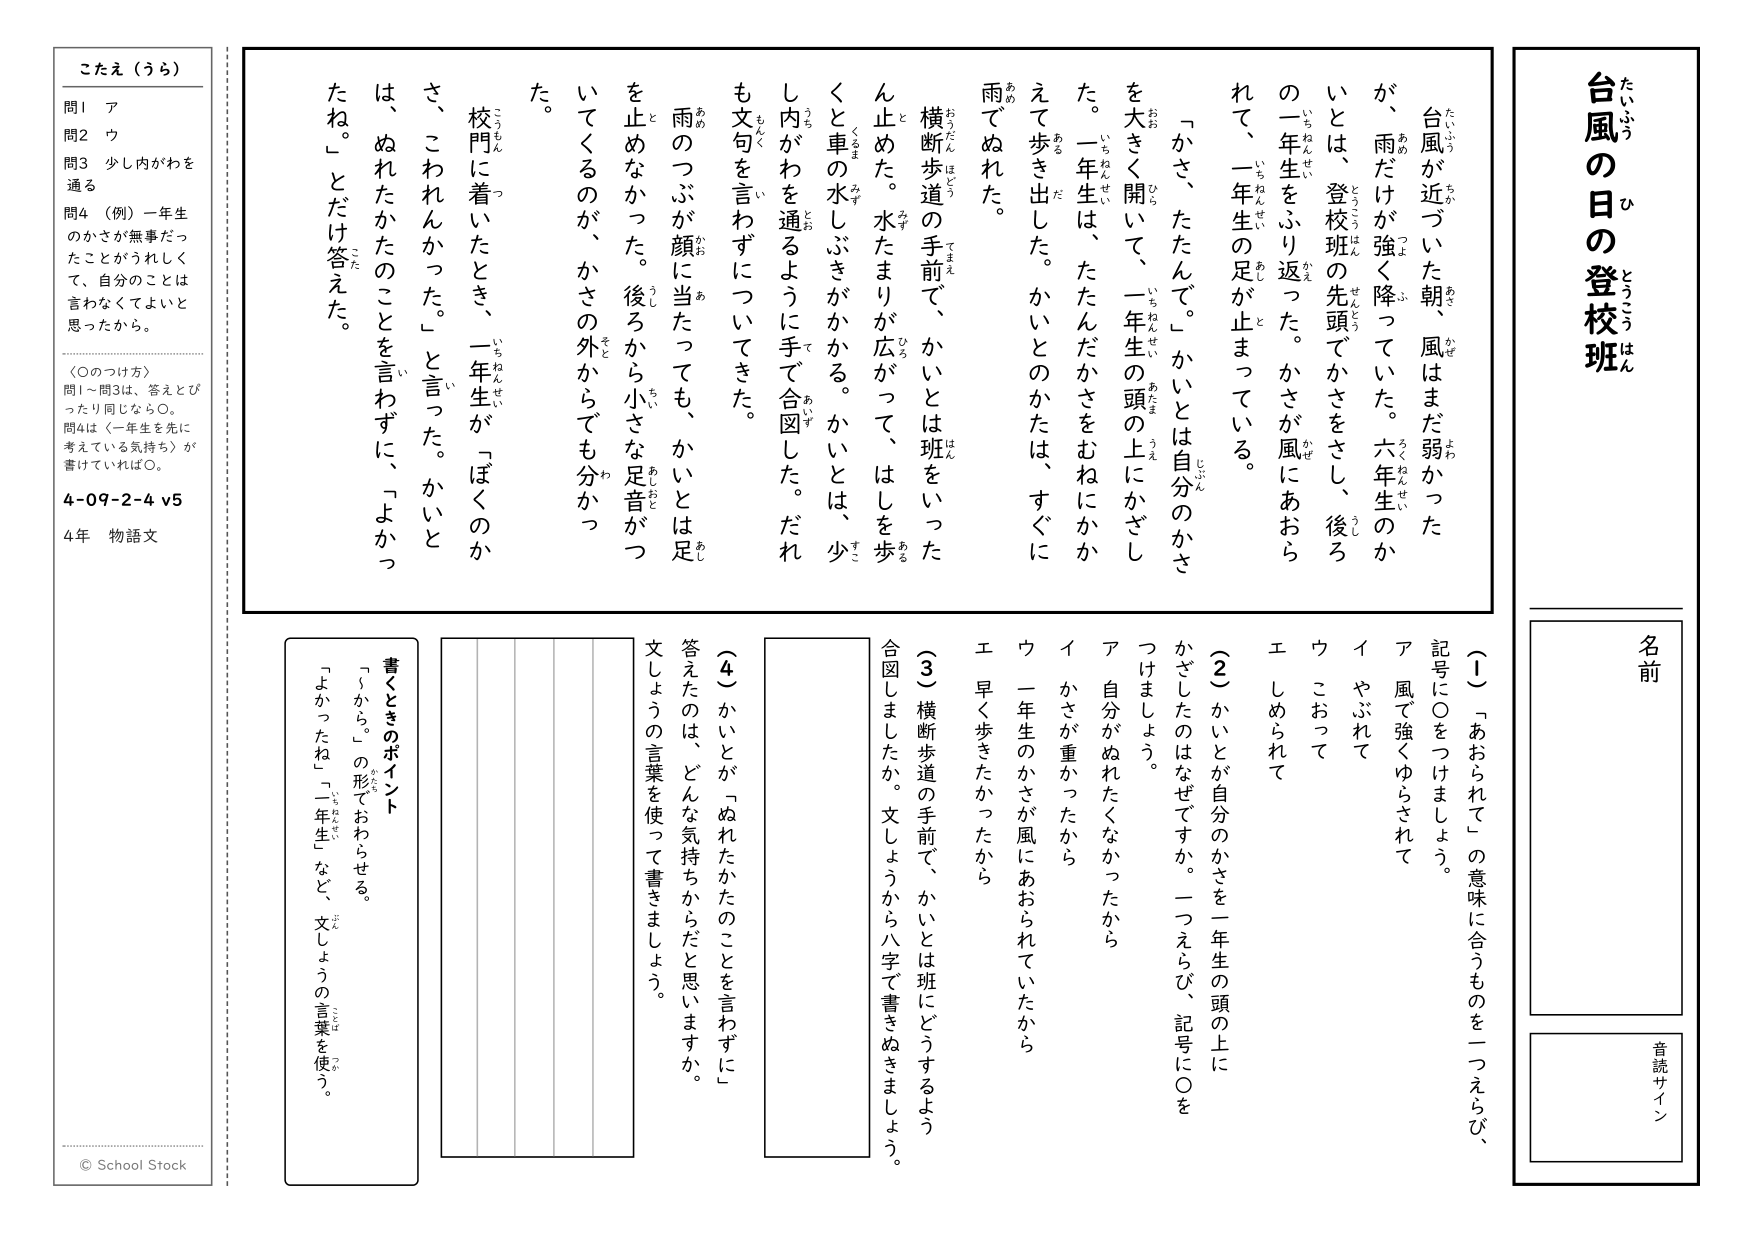 台風の日の登校班
名前
音読サイン
台風が近づいた朝、風はまだ弱かった
が、雨だけが強く降っていた。六年生のか
いとは、登校班の先頭でかさをさし、後ろ
の一年生をふり返った。かさが風にあおら
れて、一年生の足が止まっている。
「かさ、たたんで。」かいとは自分のかさ
を大きく開いて、一年生の頭の上にかざし
た。一年生は、たたんだかさをむねにかか
えて歩き出した。かいとのかたは、すぐに
雨でぬれた。
横断歩道の手前で、かいとは班をいった
ん止めた。水たまりが広がって、はしを歩
くと車の水しぶきがかかる。かいとは、少
し内がわを通るように手で合図した。だれ
も文句を言わずについてきた。
雨のつぶが顔に当たっても、かいとは足
を止めなかった。後ろから小さな足音がつ
いてくるのが、かさの外からでも分かっ
た。
校門に着いたとき、一年生が「ぼくのか
さ、こわれんかった。」と言った。かいと
は、ぬれたかたのことを言わずに、「よかっ
たね。」とだけ答えた。
(1)「あおられて」の意味に合うものを一つえらび、
記号に〇をつけましょう。
ア 風で強くゆらされて
イ やぶれて
ウ こおって
エ しめられて
(2)かいとが自分のかさを一年生の頭の上に
かざしたのはなぜですか。一つえらび、記号に〇を
つけましょう。
ア 自分がぬれたくなかったから
イ かさが重かったから
ウ 一年生のかさが風にあおられていたから
エ 早く歩きたかったから
(3)横断歩道の手前で、かいとは班にどうするよう
合図しましたか。文しょうから八字で書きぬきましょう。
(4)かいとが「ぬれたかたのことを言わずに」
答えたのは、どんな気持ちからだと思いますか。
文しょうの言葉を使って書きましょう。
書くときのポイント
「〜から。」の形でおわらせる。
「よかったね」「一年生」など、文しょうの言葉を使う。
こたえ(うら)
問1 ア
問2 ウ
問3 少し内がわを
通る
問4 (例)一年生
のかさが無事だっ
たことがうれしく
て、自分のことは
言わなくてよいと
思ったから。
〈〇のつけ方〉
問1〜問3は、答えとぴ
ったり同じなら〇。
問4は〈一年生を先に
考えている気持ち〉が
書けていれば〇。
4-09-2-4 v5
4年 物語文
© School Stock